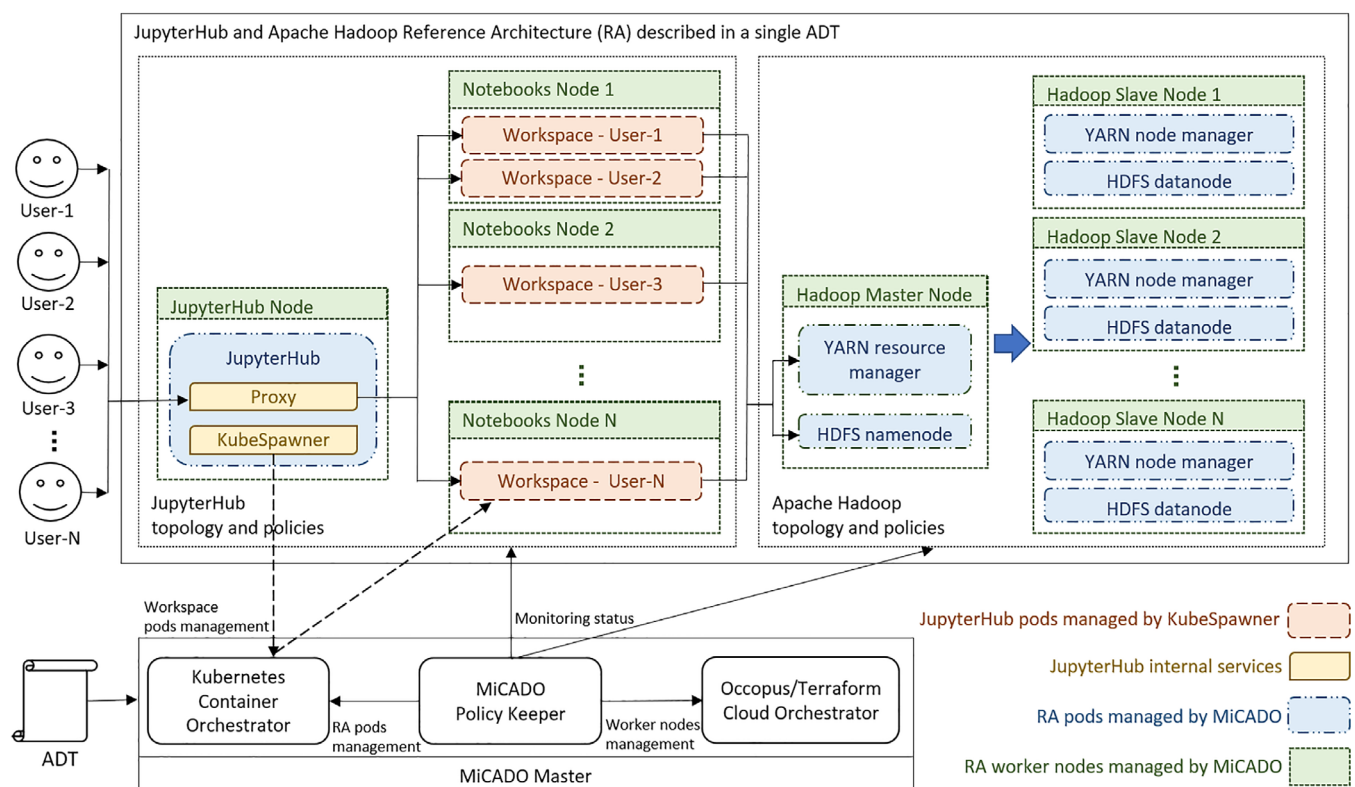 JupyterHub and Apache Hadoop Reference Architecture (RA) described in a single ADT
User-1
User-2
User-3
User-N
JupyterHub Node
JupyterHub
Proxy
KubeSpawner
JupyterHub
topology and policies
Notebooks Node 1
Workspace - User-1
Workspace - User-2
Notebooks Node 2
Workspace - User-3
Notebooks Node N
Workspace - User-N
Hadoop Master Node
YARN resource
manager
HDFS namenode
Apache Hadoop
topology and policies
Hadoop Slave Node 1
YARN node manager
HDFS datanode
Hadoop Slave Node 2
YARN node manager
HDFS datanode
Hadoop Slave Node N
YARN node manager
HDFS datanode
Workspace
pods management
Monitoring status
ADT
Kubernetes
Container
Orchestrator
RA pods
management
MiCADO
Policy Keeper
Worker nodes
management
Occopus/Terraform
Cloud Orchestrator
MiCADO Master
JupyterHub pods managed by KubeSpawner
JupyterHub internal services
RA pods managed by MiCADO
RA worker nodes managed by MiCADO